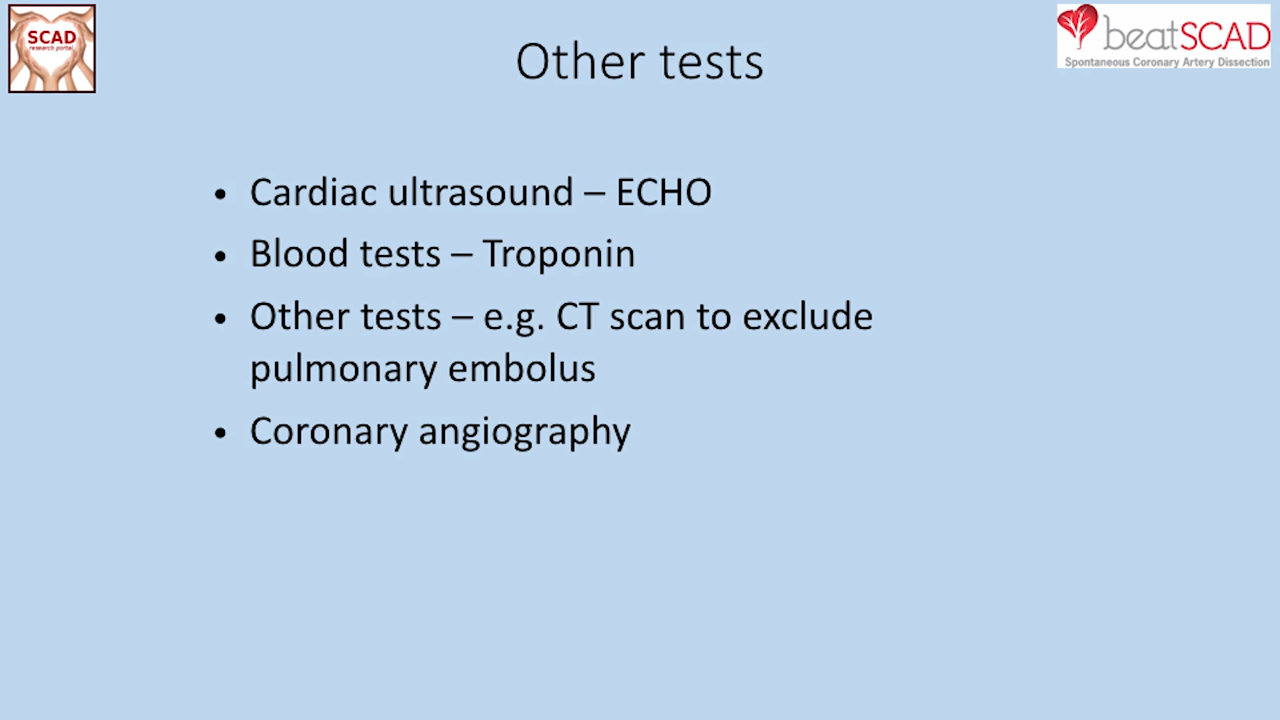 SCAD
research portal
beatSCAD
Spontaneous Coronary Artery Dissection
Other tests
• Cardiac ultrasound – ECHO
• Blood tests – Troponin
• Other tests – e.g. CT scan to exclude
pulmonary embolus
• Coronary angiography